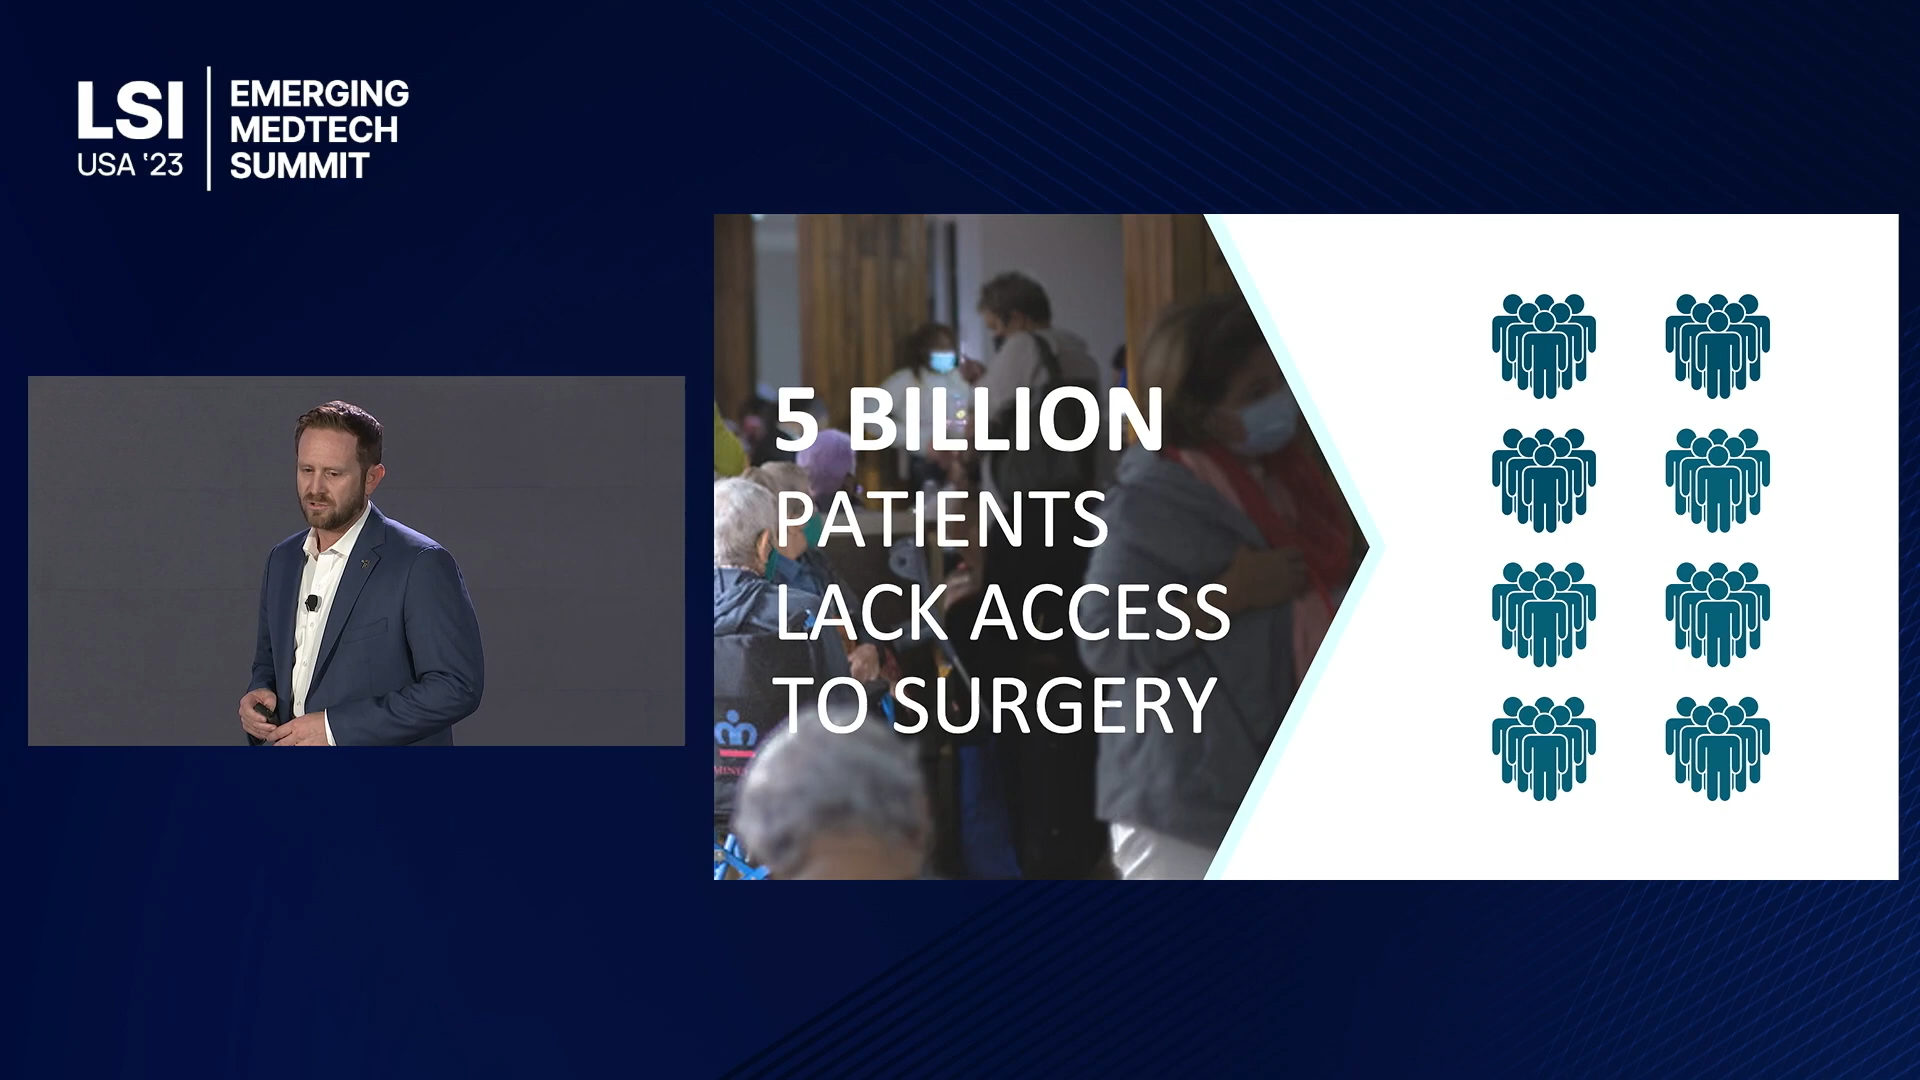 LSI
USA '23
EMERGING
MEDTECH
SUMMIT
5 BILLION
PATIENTS
LACK ACCESS
TO SURGERY